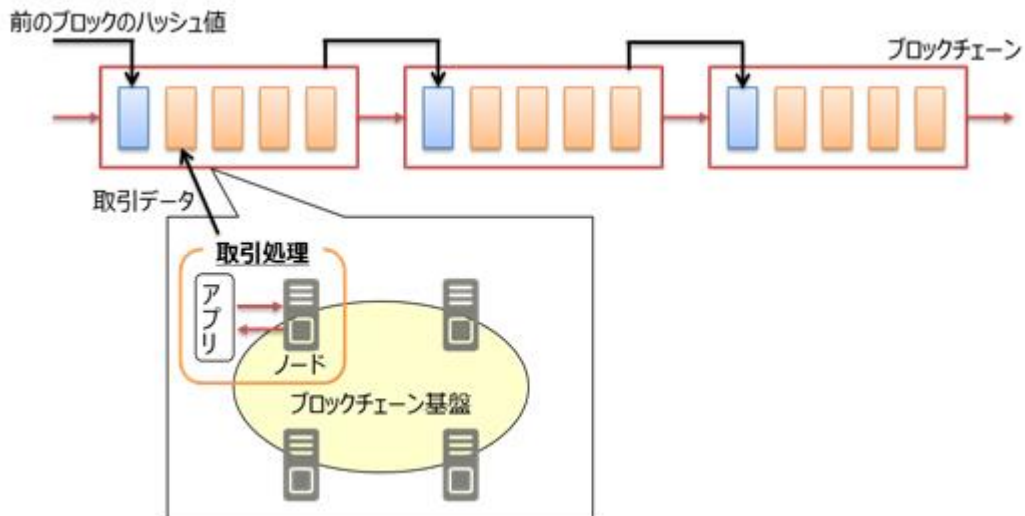 前のブロックのハッシュ値
ブロックチェーン
取引データ
取引処理
アプリ
ノード
ブロックチェーン基盤